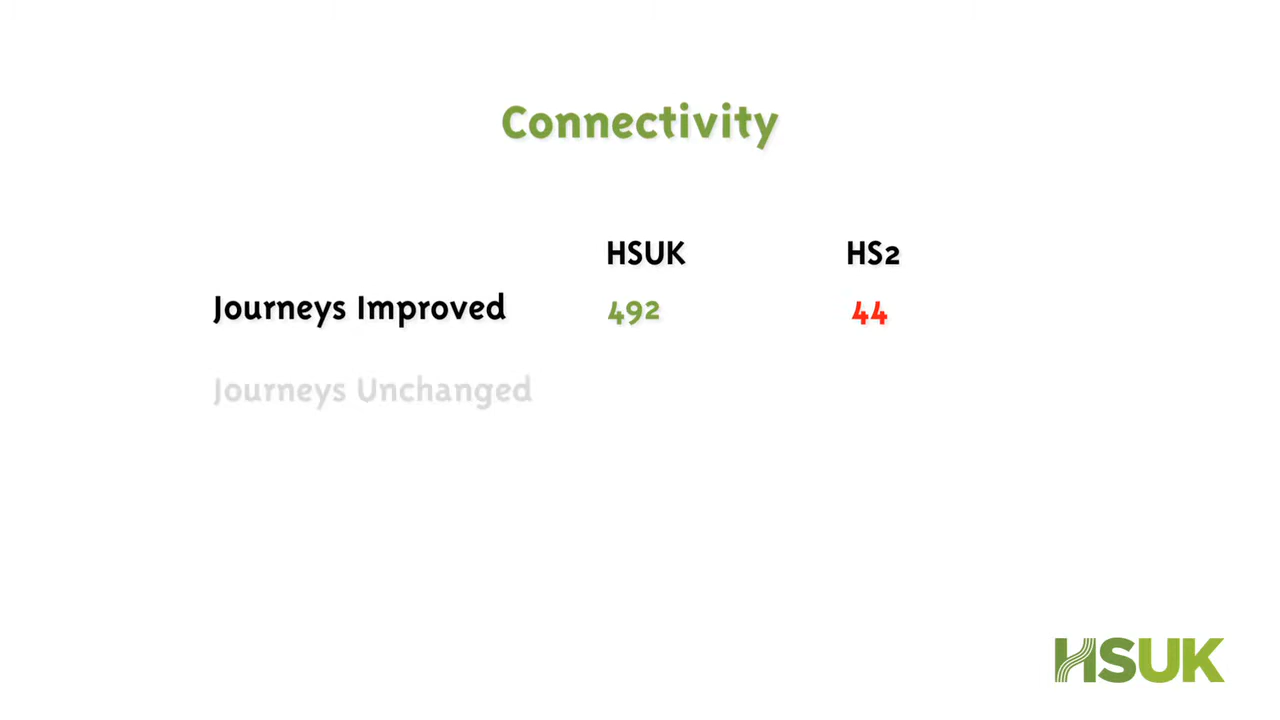 Connectivity
HSUK HS2
Journeys Improved 492 44
Journeys Unchanged
HSUK